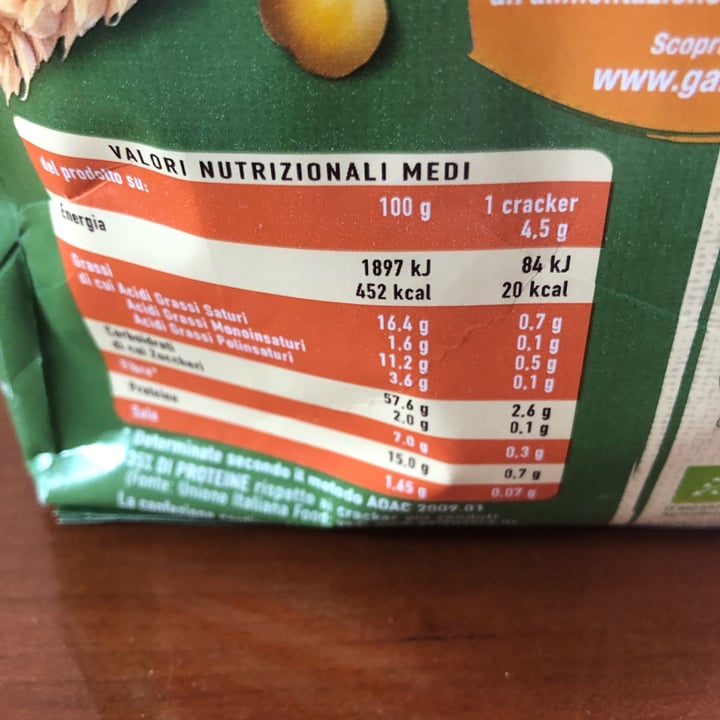 Scopr
www.ga
VALORI NUTRIZIONALI MEDI
del prodotto su:
100 g 1 cracker
4,5 g
Energia 1897 kJ 84 kJ
452 kcal 20 kcal
Grassi 16.4 g 0.7 g
di cui Acidi Grassi Saturi 1.6 g 0.1 g
Acidi Grassi Monoinsaturi 11.2 g 0.5 g
Acidi Grassi Polinsaturi 3.6 g 0.1 g
Carboidrati 57,6 g 2.6 g
di cui Zuccheri 2.0 g 0.1 g
Fibre* 7.0 g 0.3 g
Proteine 15.0 g 0.7 g
Sale 1.65 g 0.07 g
* Determinate secondo il metodo AOAC 2009.01
35% DI PROTEINE rispetto ai cracker più venduti
(Fonte: Unione Italiana Food
La confezione